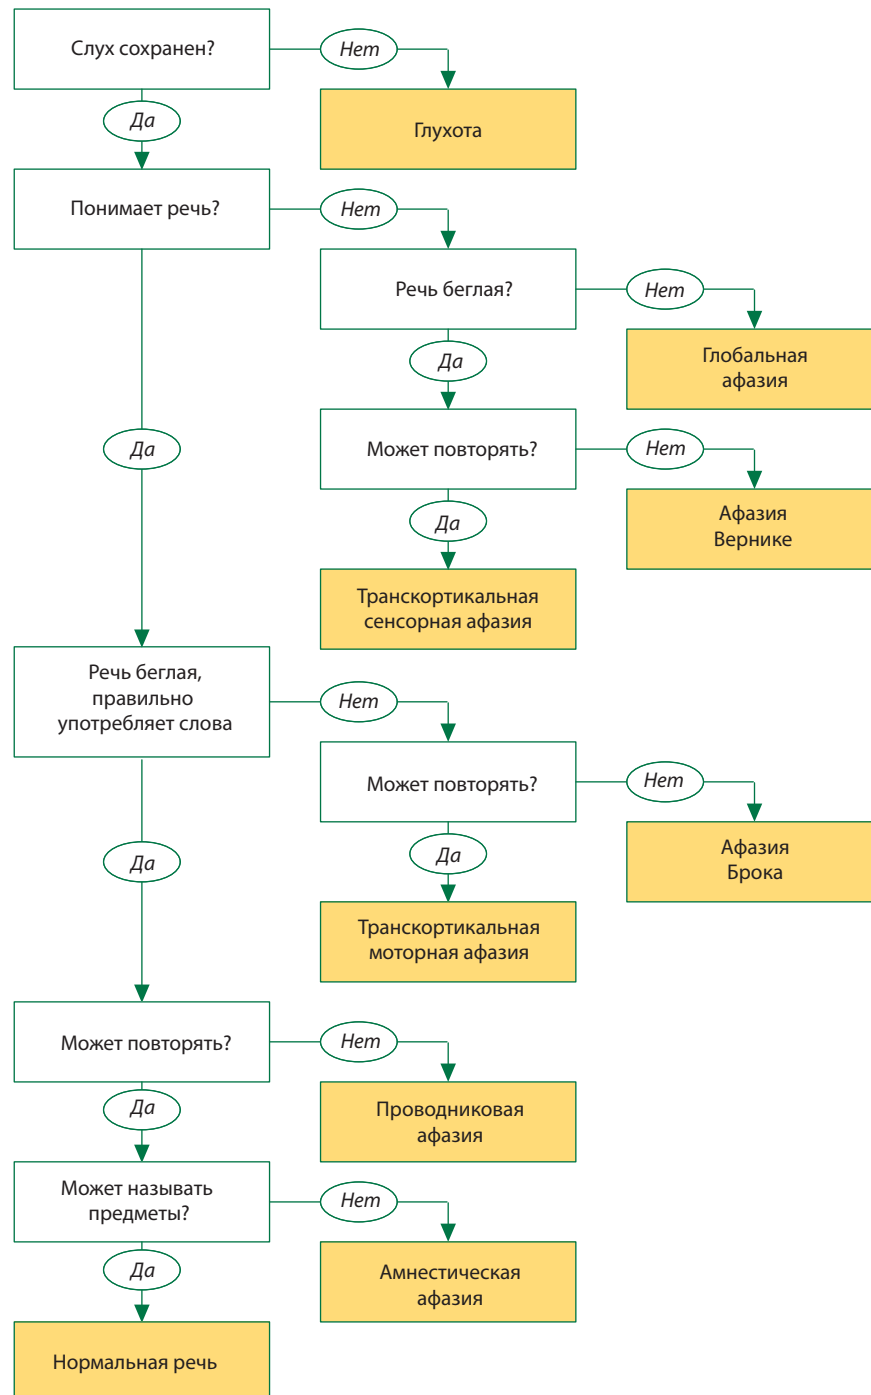 Слух сохранен?
Нет
Глухота
Да
Понимает речь?
Нет
Речь беглая?
Нет
Глобальная
афазия
Да
Может повторять?
Нет
Афазия
Вернике
Да
Транскортикальная
сенсорная афазия
Да
Речь беглая,
правильно
употребляет слова
Нет
Может повторять?
Нет
Афазия
Брока
Да
Транскортикальная
моторная афазия
Да
Может повторять?
Нет
Проводниковая
афазия
Да
Может называть
предметы?
Нет
Амнестическая
афазия
Да
Нормальная речь